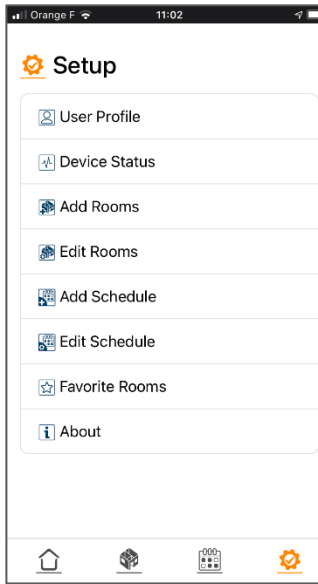 Orange F 11:02
Setup
User Profile
Device Status
Add Rooms
Edit Rooms
Add Schedule
Edit Schedule
Favorite Rooms
About